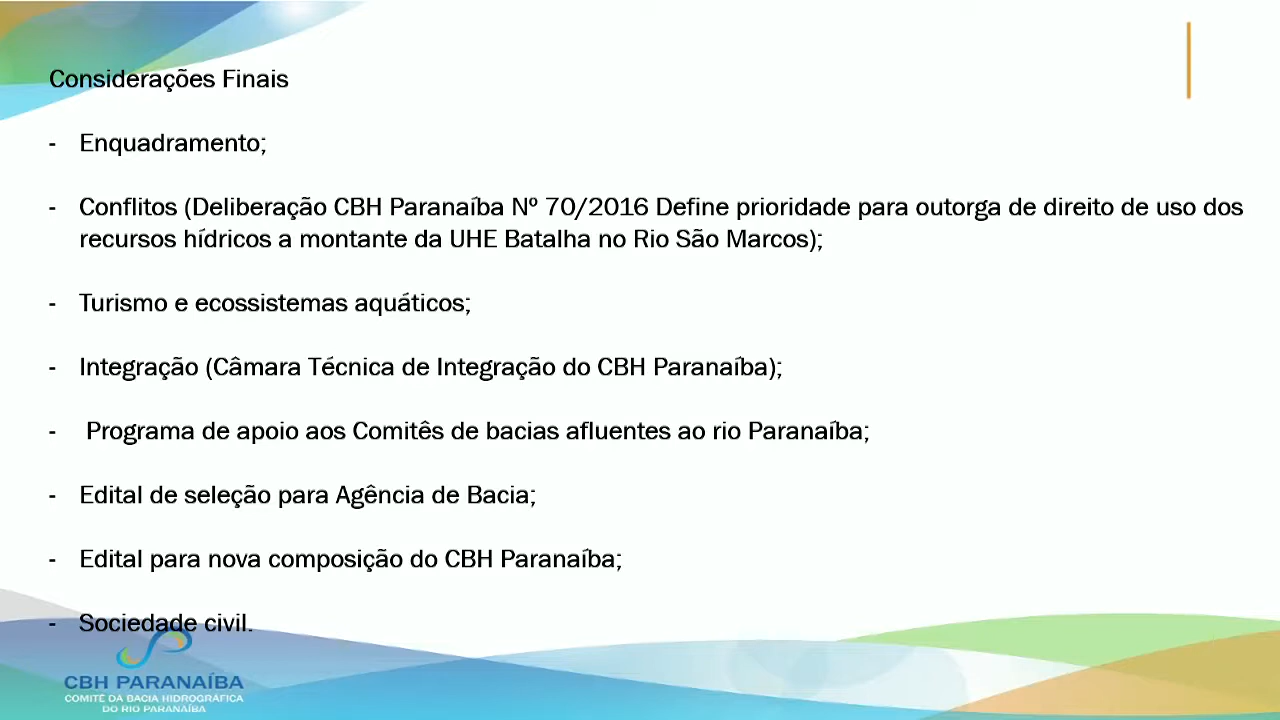 Considerações Finais
- Enquadramento;
- Conflitos (Deliberação CBH Paranaíba Nº 70/2016 Define prioridade para outorga de direito de uso dos
recursos hídricos a montante da UHE Batalha no Rio São Marcos);
- Turismo e ecossistemas aquáticos;
- Integração (Câmara Técnica de Integração do CBH Paranaíba);
- Programa de apoio aos Comitês de bacias afluentes ao rio Paranaíba;
- Edital de seleção para Agência de Bacia;
- Edital para nova composição do CBH Paranaíba;
- Sociedade civil.
CBH PARANAÍBA
COMITÊ DA BACIA HIDROGRÁFICA
DO RIO PARANAÍBA